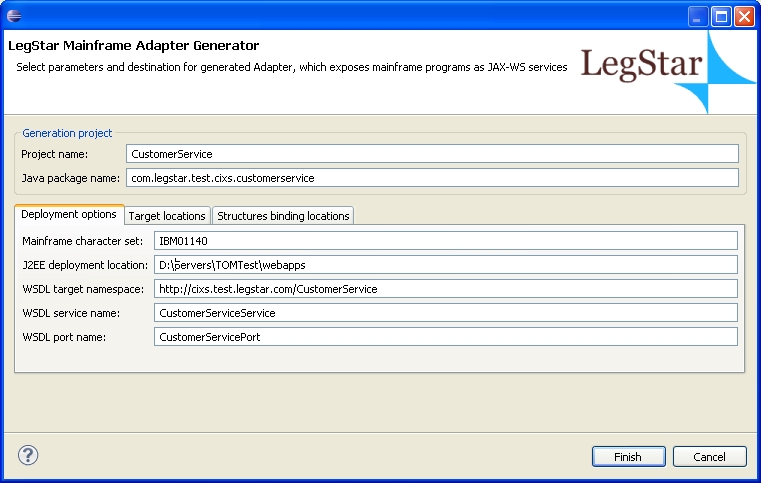 LegStar Mainframe Adapter Generator
Select parameters and destination for generated Adapter, which exposes mainframe programs as JAX-WS services
LegStar
Generation project
Project name: CustomerService
Java package name: com.legstar.test.cixs.customerservice
Deployment options Target locations Structures binding locations
Mainframe character set: IBM01140
J2EE deployment location: D:\Servers\TOMTest\webapps
WSDL target namespace: http://cixs.test.legstar.com/CustomerService
WSDL service name: CustomerServiceService
WSDL port name: CustomerServicePort
?
Finish Cancel